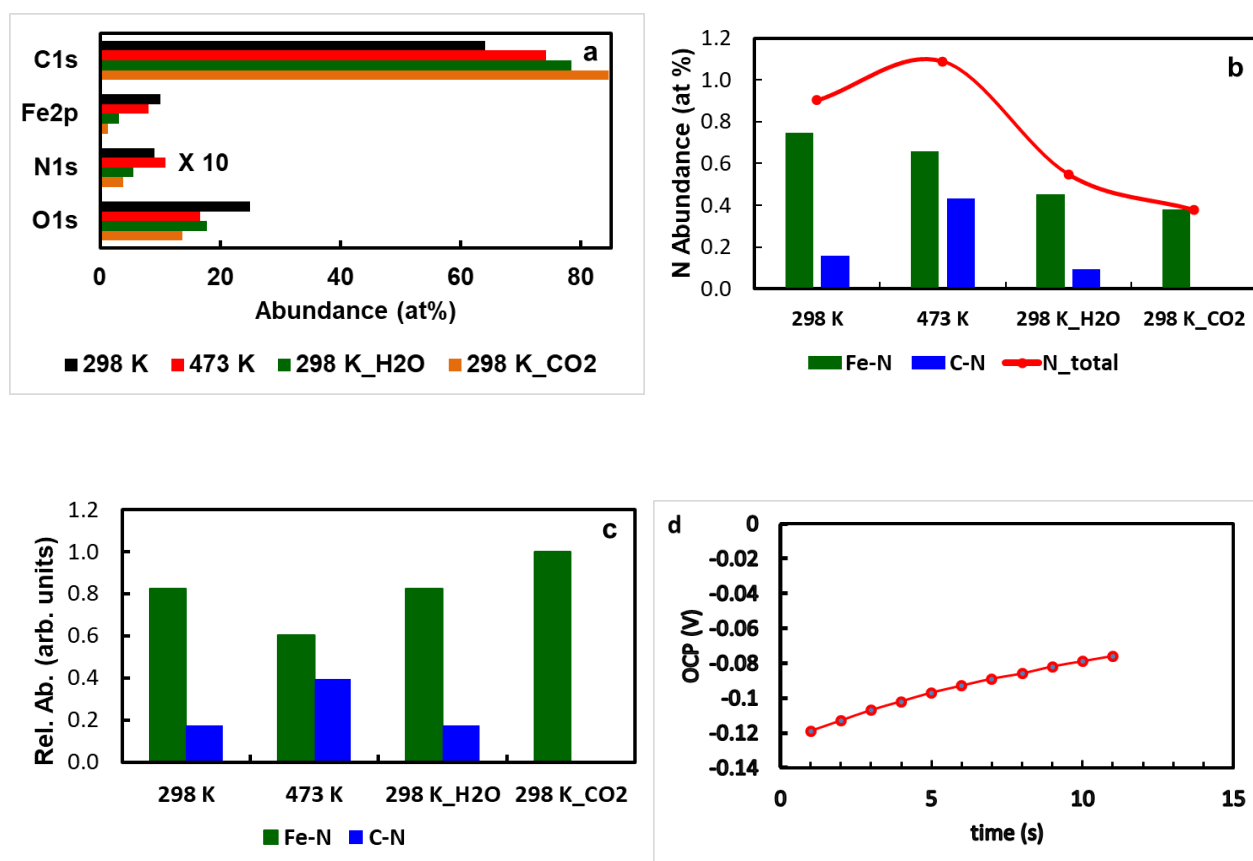 a
C1s
Fe2p
N1s
X 10
O1s
0 20 40 60 80
Abundance (at%)
298 K 473 K 298 K_H2O 298 K_CO2
b
N Abundance (at %)
1.2
1.0
0.8
0.6
0.4
0.2
0.0
298 K 473 K 298 K_H2O 298 K_CO2
Fe-N C-N N_total
c
Rel. Ab. (arb. units)
1.2
1.0
0.8
0.6
0.4
0.2
0.0
298 K 473 K 298 K_H2O 298 K_CO2
Fe-N C-N
d
OCP (V)
0
-0.02
-0.04
-0.06
-0.08
-0.1
-0.12
-0.14
0 5 10 15
time (s)